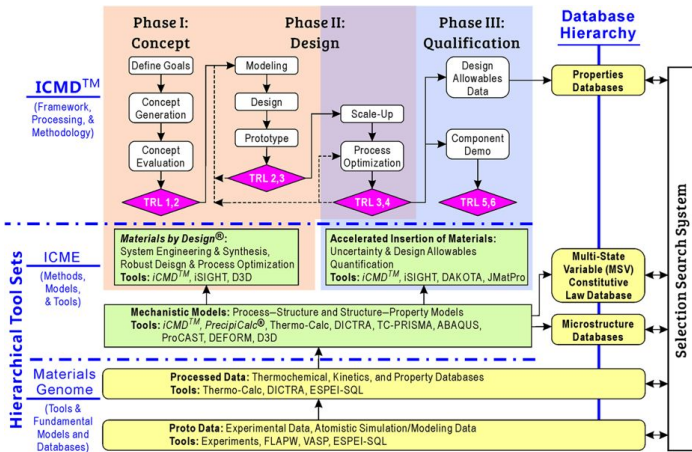 Phase I:
Concept
Phase II:
Design
Phase III:
Qualification
Database
Hierarchy
ICMD™
(Framework,
Processing, &
Methodology)
Define Goals
Concept
Generation
Concept
Evaluation
TRL 1,2
Modeling
Design
Prototype
TRL 2,3
Scale-Up
Process
Optimization
TRL 3,4
Design
Allowables
Data
Component
Demo
TRL 5,6
Properties
Databases
Hierarchical Tool Sets
ICME
(Methods,
Models,
& Tools)
Materials by Design®:
System Engineering & Synthesis,
Robust Design & Process Optimization
Tools: iCMD™, iSIGHT, D3D
Accelerated Insertion of Materials:
Uncertainty & Design Allowables
Quantification
Tools: iCMD™, iSIGHT, DAKOTA, JMatPro
Multi-State
Variable (MSV)
Constitutive
Law Database
Mechanistic Models: Process–Structure and Structure–Property Models
Tools: iCMD™, PrecipiCalc®, Thermo-Calc, DICTRA, TC-PRISMA, ABAQUS,
ProCAST, DEFORM, D3D
Microstructure
Databases
Selection Search System
Materials
Genome
(Tools &
Fundamental
Models and
Databases)
Processed Data: Thermochemical, Kinetics, and Property Databases
Tools: Thermo-Calc, DICTRA, ESPEI-SQL
Proto Data: Experimental Data, Atomistic Simulation/Modeling Data
Tools: Experiments, FLAPW, VASP, ESPEI-SQL